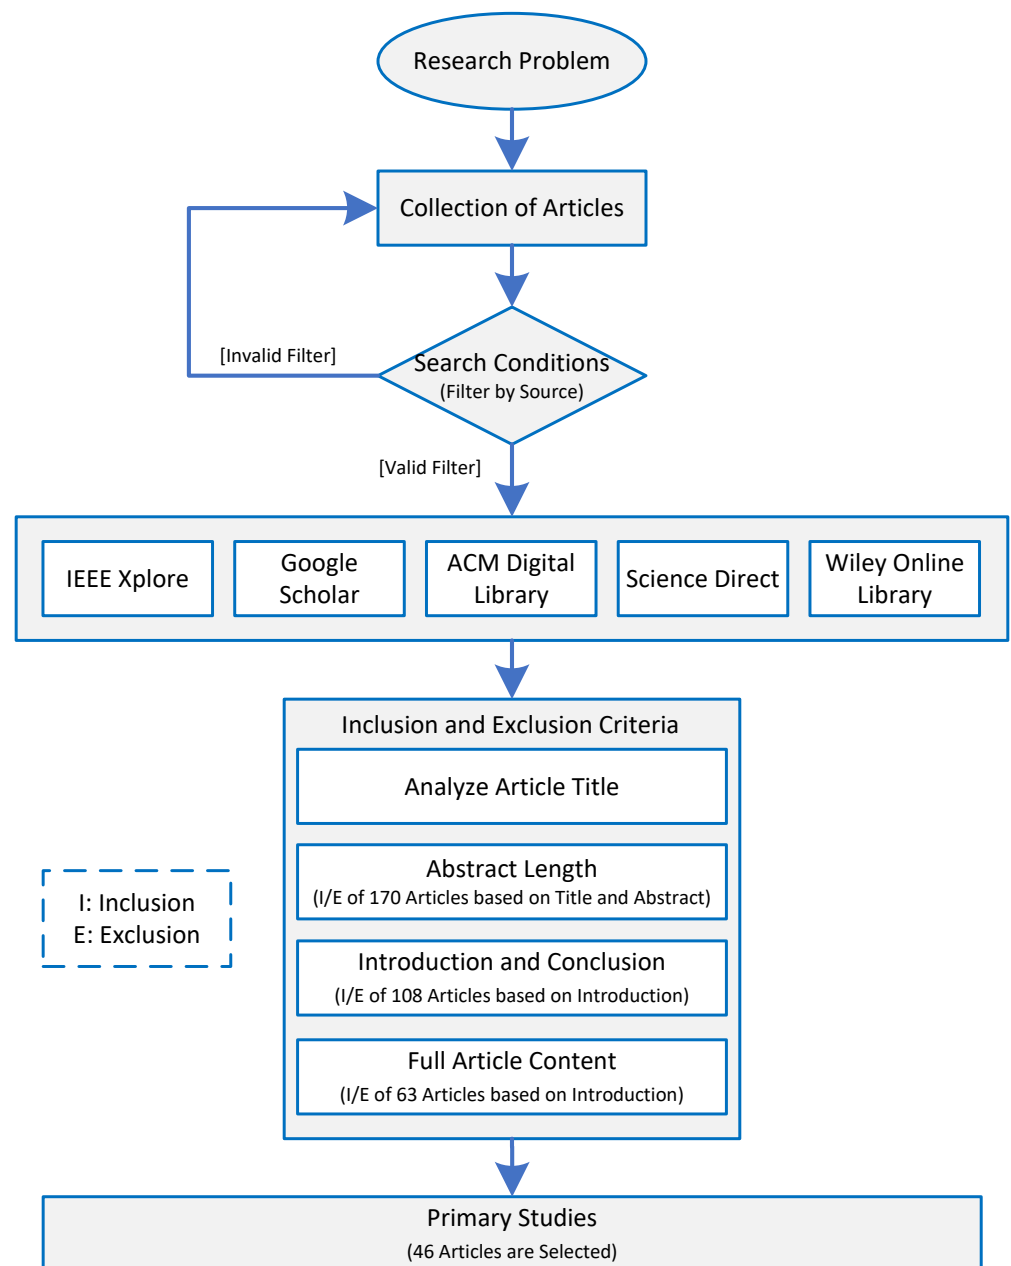 Research Problem
Collection of Articles
[Invalid Filter]
Search Conditions
(Filter by Source)
[Valid Filter]
IEEE Xplore
Google
Scholar
ACM Digital
Library
Science Direct
Wiley Online
Library
Inclusion and Exclusion Criteria
Analyze Article Title
Abstract Length
(I/E of 170 Articles based on Title and Abstract)
I: Inclusion
E: Exclusion
Introduction and Conclusion
(I/E of 108 Articles based on Introduction)
Full Article Content
(I/E of 63 Articles based on Introduction)
Primary Studies
(46 Articles are Selected)